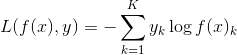 L(f(x), y) = -\sum_{k=1}^{K} y_k \log f(x)_k